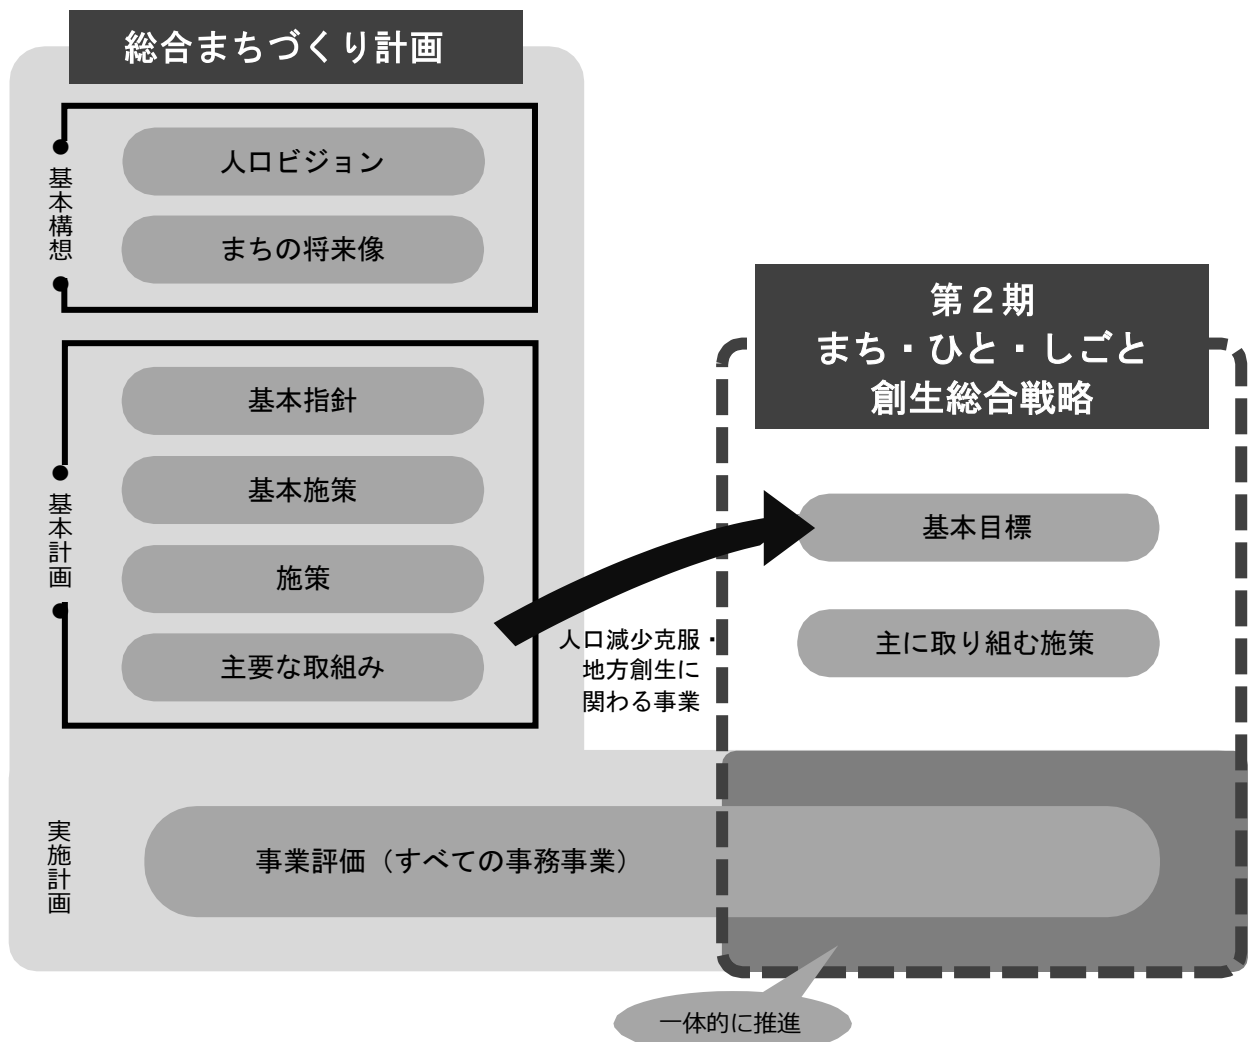 総合まちづくり計画
基本構想
人口ビジョン
まちの将来像
基本計画
基本指針
基本施策
施策
主要な取組み
人口減少克服・
地方創生に
関わる事業
第２期
まち・ひと・しごと
創生総合戦略
基本目標
主に取り組む施策
実施計画
事業評価（すべての事務事業）
一体的に推進